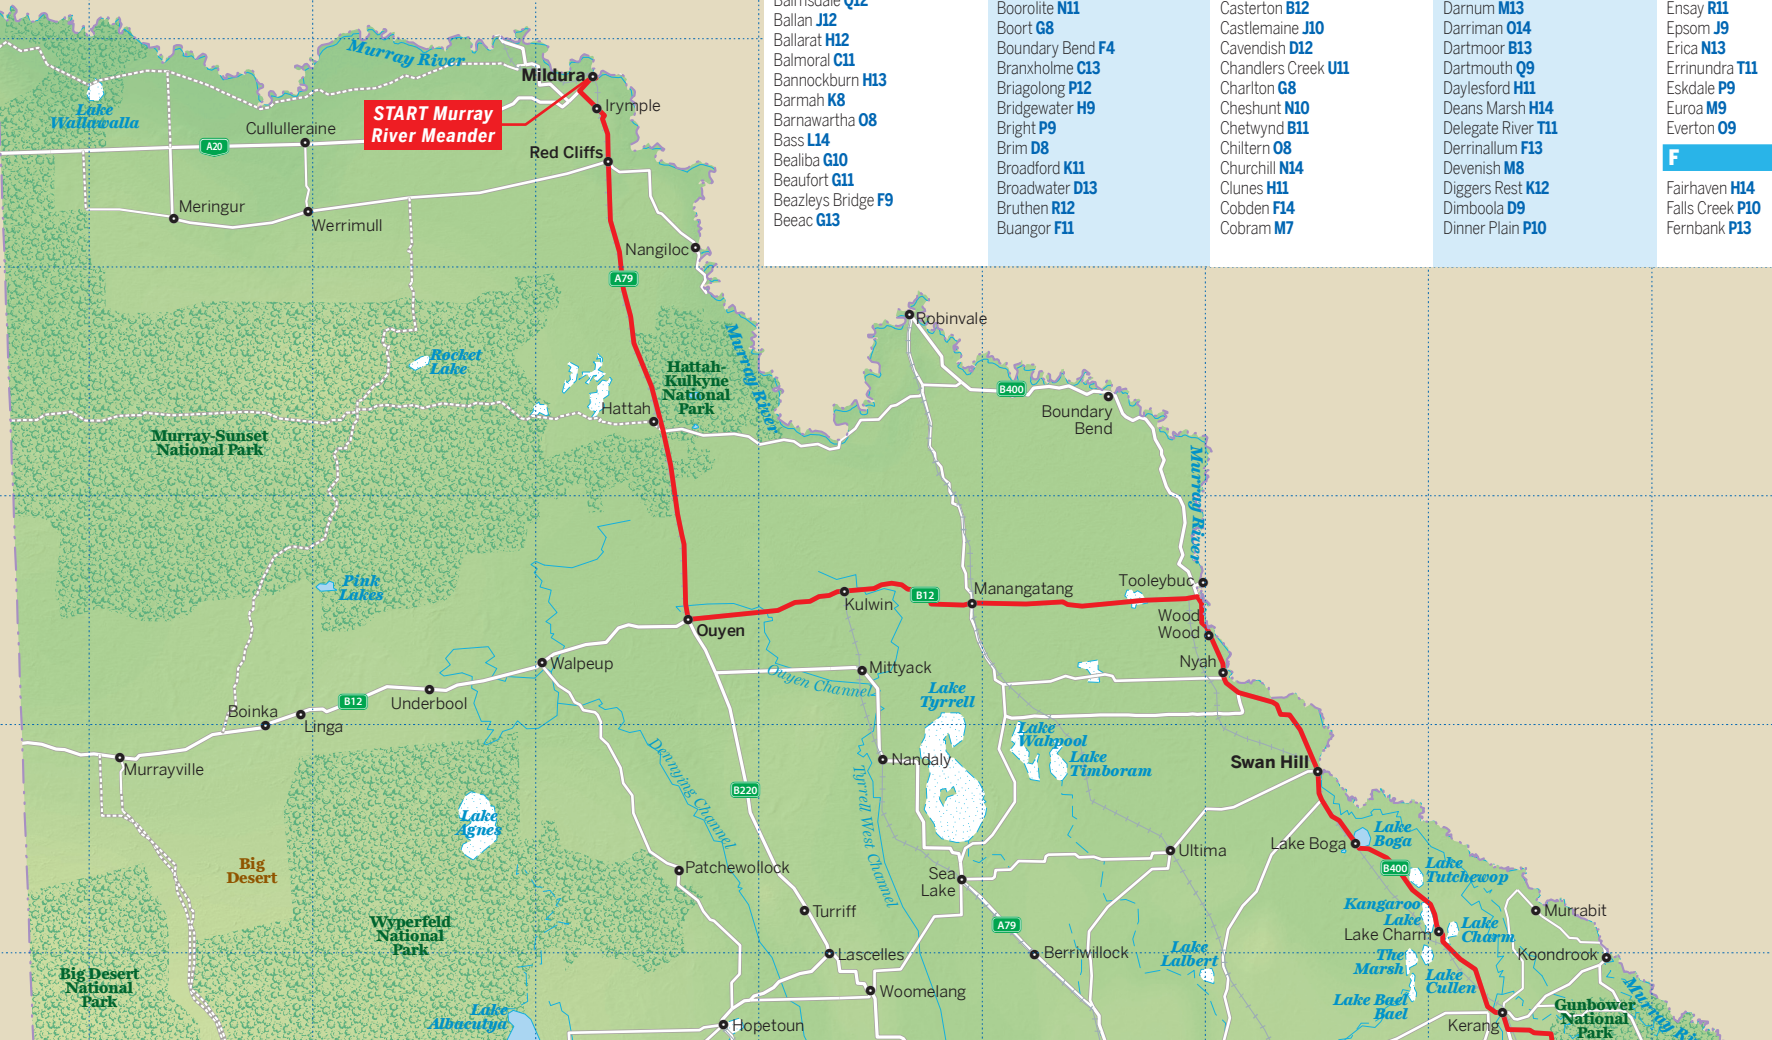 Bairnsdale Q12
Ballan J12
Ballarat H12
Balmoral C11
Bannockburn H13
Barmah K8
Barnawartha O8
Bass L14
Bealiba G10
Beaufort G11
Beazleys Bridge F9
Beeac G13
Boorolite N11
Boort G8
Boundary Bend F4
Branxholme C13
Briagolong P12
Bridgewater H9
Bright P9
Brim D8
Broadford K11
Broadwater D13
Bruthen R12
Buangor F11
Casterton B12
Castlemaine J10
Cavendish D12
Chandlers Creek U11
Charlton G8
Cheshunt N10
Chetwynd B11
Chiltern O8
Churchill N14
Clunes H11
Cobden F14
Cobram M7
Darnum M13
Darriman O14
Dartmoor B13
Dartmouth Q9
Daylesford H11
Deans Marsh H14
Delegate River T11
Derrinallum F13
Devenish M8
Diggers Rest K12
Dimboola D9
Dinner Plain P10
Ensay R11
Epsom J9
Erica N13
Errinundra T11
Eskdale P9
Euroa M9
Everton O9
F
Fairhaven H14
Falls Creek P10
Fernbank P13
Murray River
Mildura
Lake
Wallawalla
START Murray
River Meander
Irymple
Cullulleraine
A20
Red Cliffs
Meringur
Werrimull
Nangiloc
A79
Robinvale
Murray River
Rocket
Lake
Hattah-
Kulkyne
National
Park
Hattah
B400
Boundary
Bend
Murray-Sunset
National Park
Murray River
Pink
Lakes
Tooleybuc
Manangatang
B12
Kulwin
Wood
Wood
Ouyen
Nyah
Walpeup
Mittyack
Ouyen Channel
Lake
Tyrrell
Underbool
B12
Boinka
Linga
Lake
Wahpool
Lake
Timboram
Swan Hill
Murrayville
Nandaly
Dennying Channel
Tyrrell West Channel
B220
Lake
Agnes
Lake Boga
Lake
Boga
Ultima
Big
Desert
Patchewollock
Sea
Lake
B400
Lake
Tutchewop
Kangaroo
Lake
Murrabit
Turriff
Wyperfeld
National
Park
A79
Lake Charm
Lake
Charm
Lascelles
Berriwillock
Lake
Lalbert
The
Marsh
Koondrook
Big Desert
National
Park
Lake
Cullen
Woomelang
Lake Bael
Bael
Murray Ri
Gunbower
National
Park
Lake
Albacutya
Hopetoun
Kerang